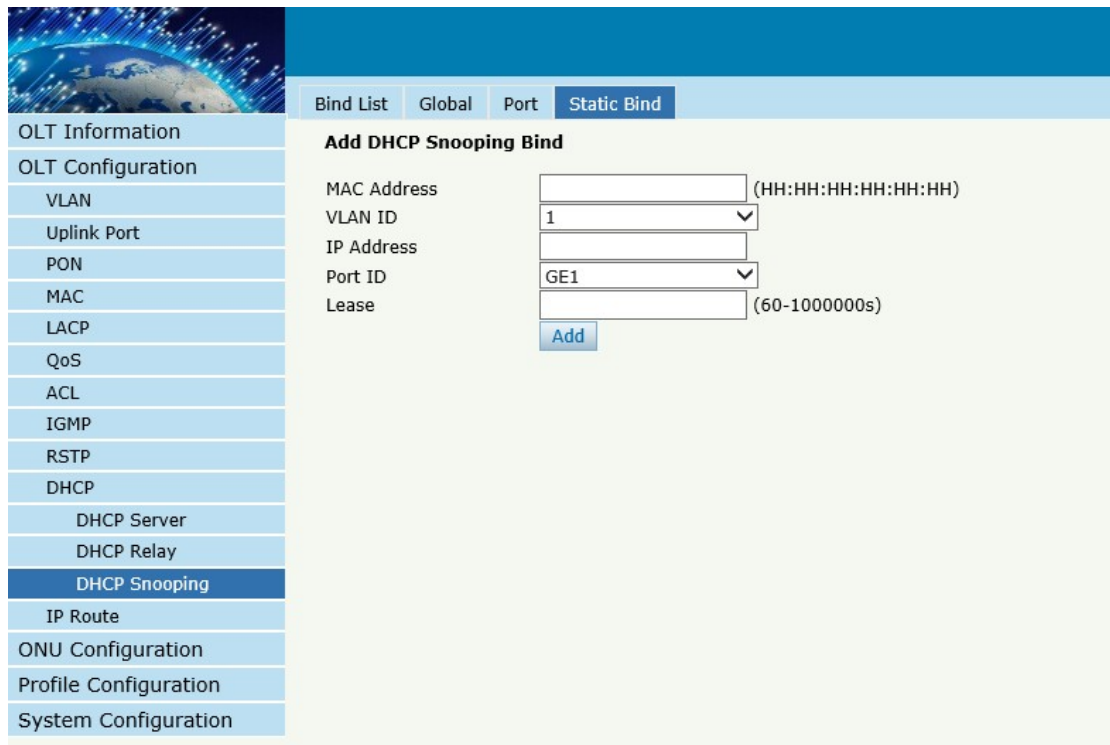 Bind List Global Port Static Bind
OLT Information
OLT Configuration
VLAN
Uplink Port
PON
MAC
LACP
QoS
ACL
IGMP
RSTP
DHCP
DHCP Server
DHCP Relay
DHCP Snooping
IP Route
ONU Configuration
Profile Configuration
System Configuration
Add DHCP Snooping Bind
MAC Address (HH:HH:HH:HH:HH:HH)
VLAN ID 1
IP Address
Port ID GE1
Lease (60-1000000s)
Add